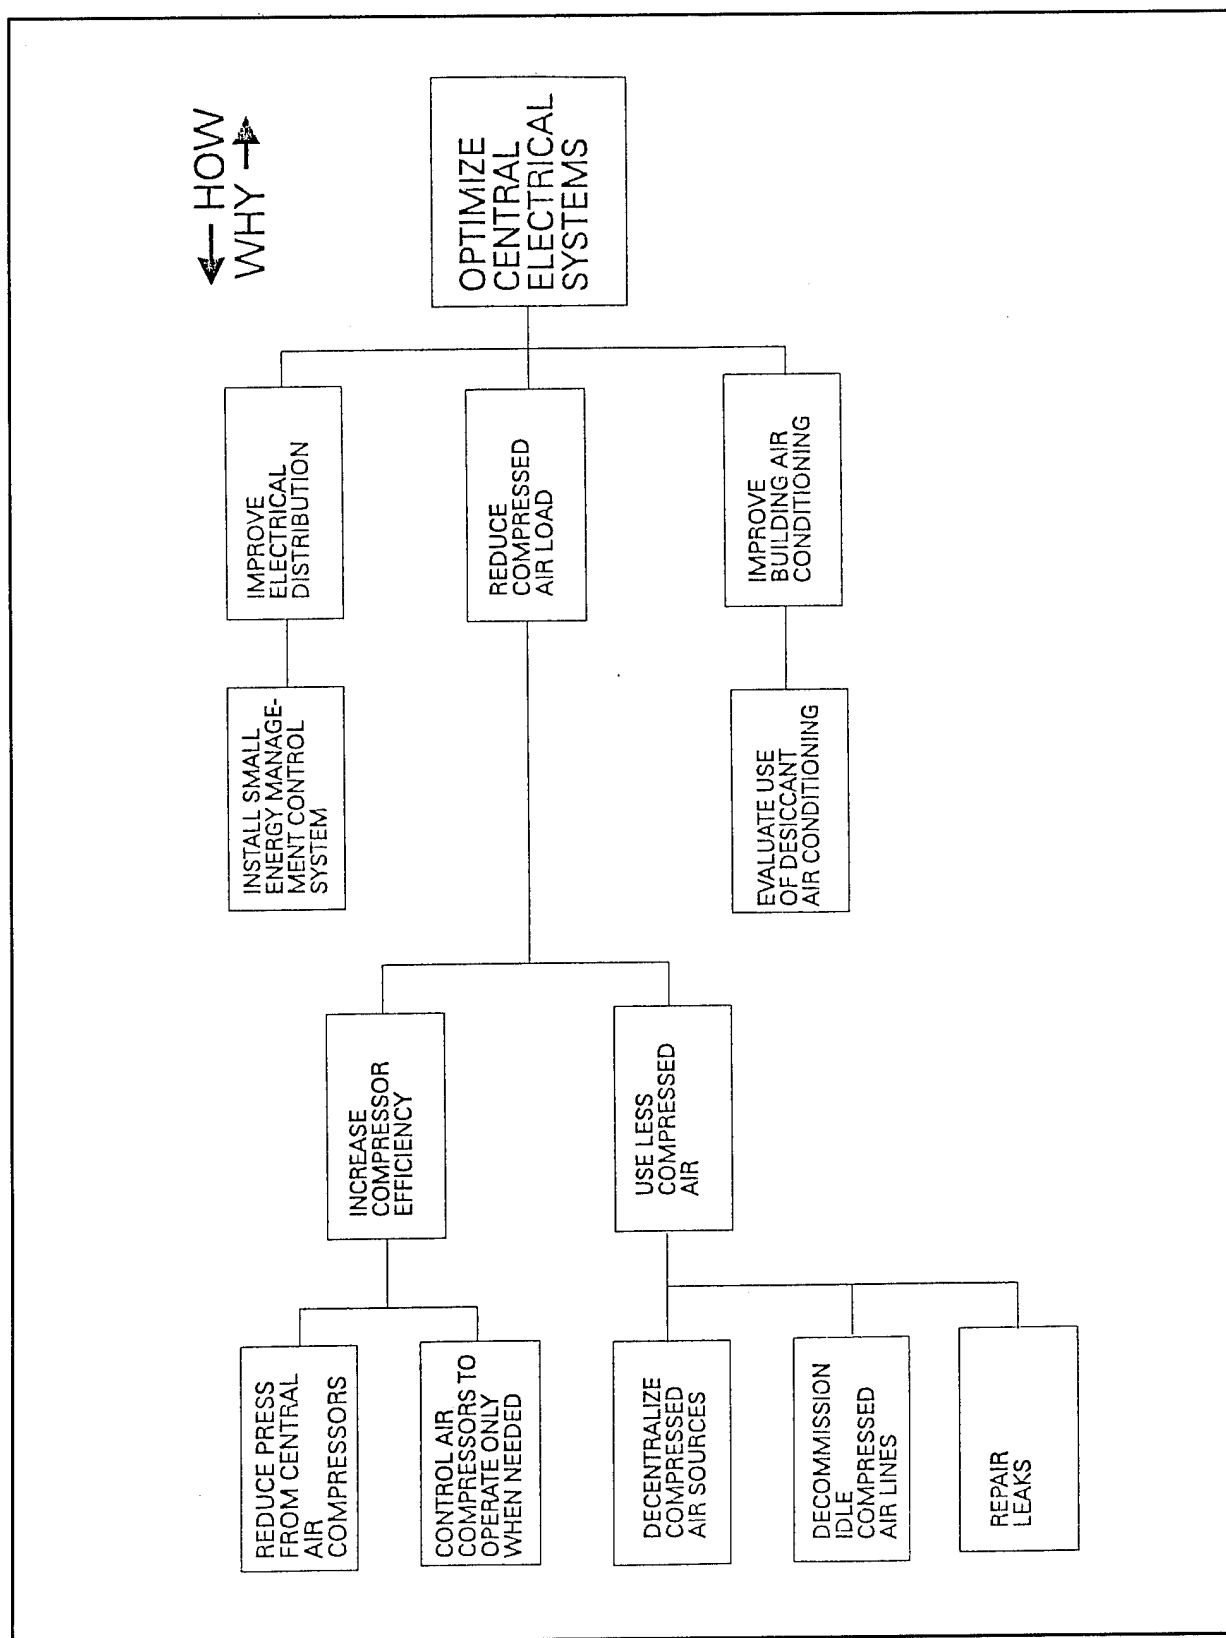 ← HOW
WHY →
OPTIMIZE
CENTRAL
ELECTRICAL
SYSTEMS
IMPROVE
ELECTRICAL
DISTRIBUTION
REDUCE
COMPRESSED
AIR LOAD
IMPROVE
BUILDING AIR
CONDITIONING
INSTALL SMALL
ENERGY MANAGE-
MENT CONTROL
SYSTEM
EVALUATE USE
OF DESICCANT
AIR CONDITIONING
INCREASE
COMPRESSOR
EFFICIENCY
USE LESS
COMPRESSED
AIR
REDUCE PRESS
FROM CENTRAL
AIR
COMPRESSORS
CONTROL AIR
COMPRESSORS TO
OPERATE ONLY
WHEN NEEDED
DECENTRALIZE
COMPRESSED
AIR SOURCES
DECOMMISSION
IDLE
COMPRESSED
AIR LINES
REPAIR
LEAKS